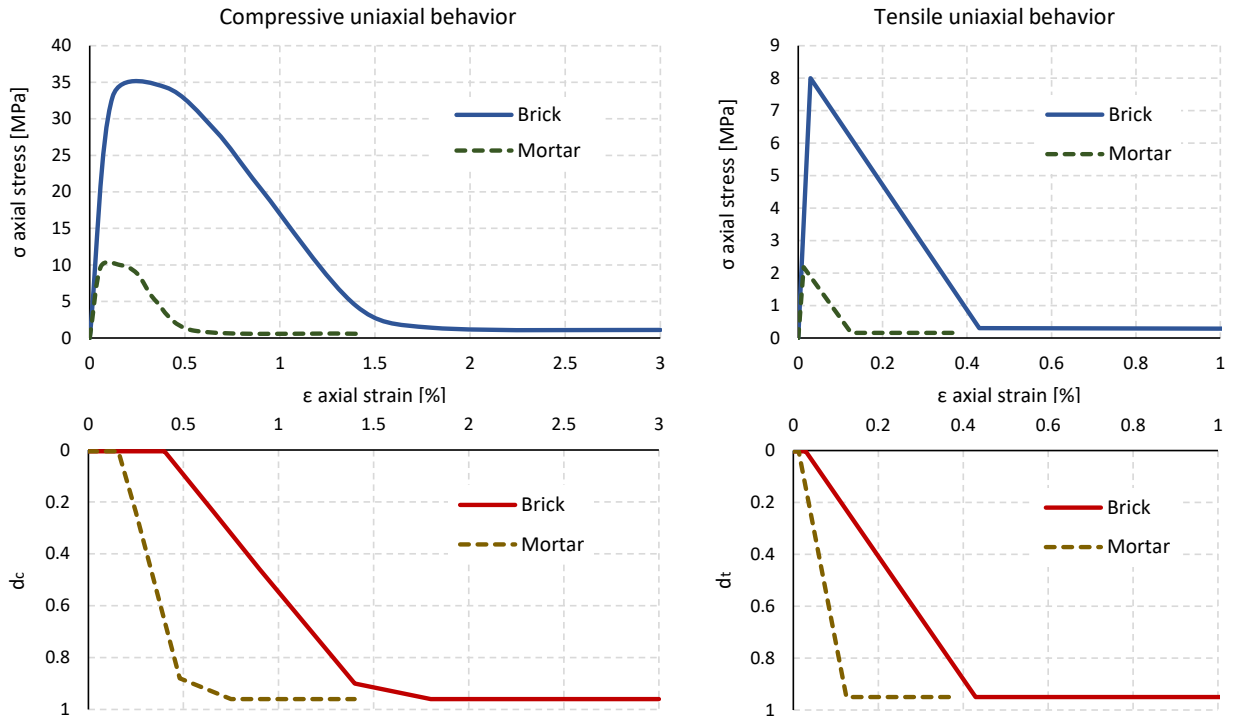 Compressive uniaxial behavior
σ axial stress [MPa]
40
35
30
25
20
15
10
5
0
Brick
Mortar
0 0.5 1 1.5 2 2.5 3
ε axial strain [%]
Tensile uniaxial behavior
σ axial stress [MPa]
9
8
7
6
5
4
3
2
1
0
Brick
Mortar
0 0.2 0.4 0.6 0.8 1
ε axial strain [%]
0 0.5 1 1.5 2 2.5 3
dc
0
0.2
0.4
0.6
0.8
1
Brick
Mortar
0 0.2 0.4 0.6 0.8 1
dt
0
0.2
0.4
0.6
0.8
1
Brick
Mortar